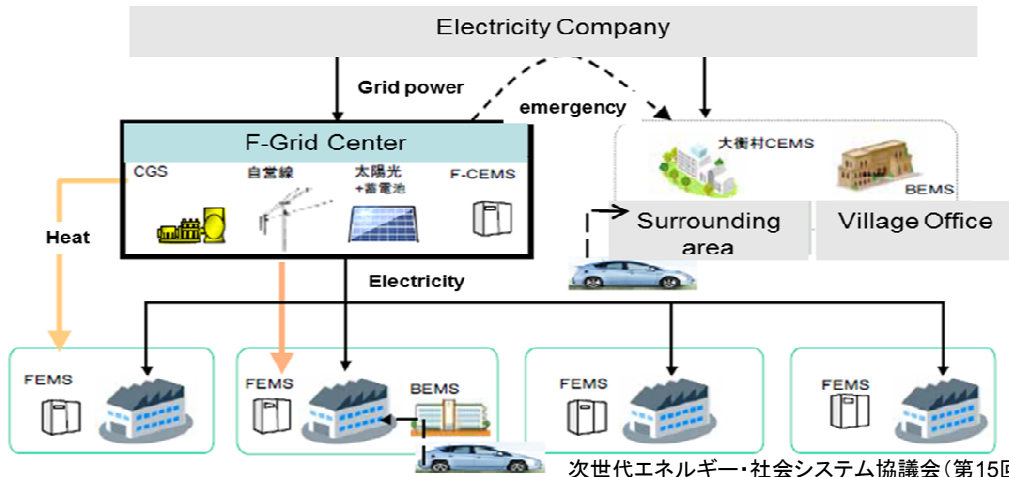 Electricity Company
Grid power
emergency
F-Grid Center
CGS
自営線
太陽光
+蓄電池
F-CEMS
大衡村CEMS
BEMS
Surrounding
area
Village Office
Heat
Electricity
FEMS
FEMS
BEMS
FEMS
FEMS
次世代エネルギー・社会システム協議会(第15回